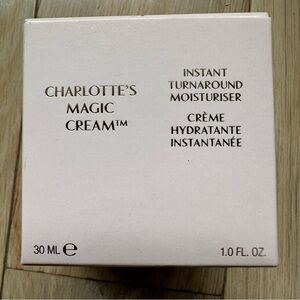 CHARLOTTE'S
MAGIC
CREAM™
INSTANT
TURNAROUND
MOISTURISER
CRÈME
HYDRATANTE
INSTANTANÉE
30 ML ℮
1.0 FL. OZ.